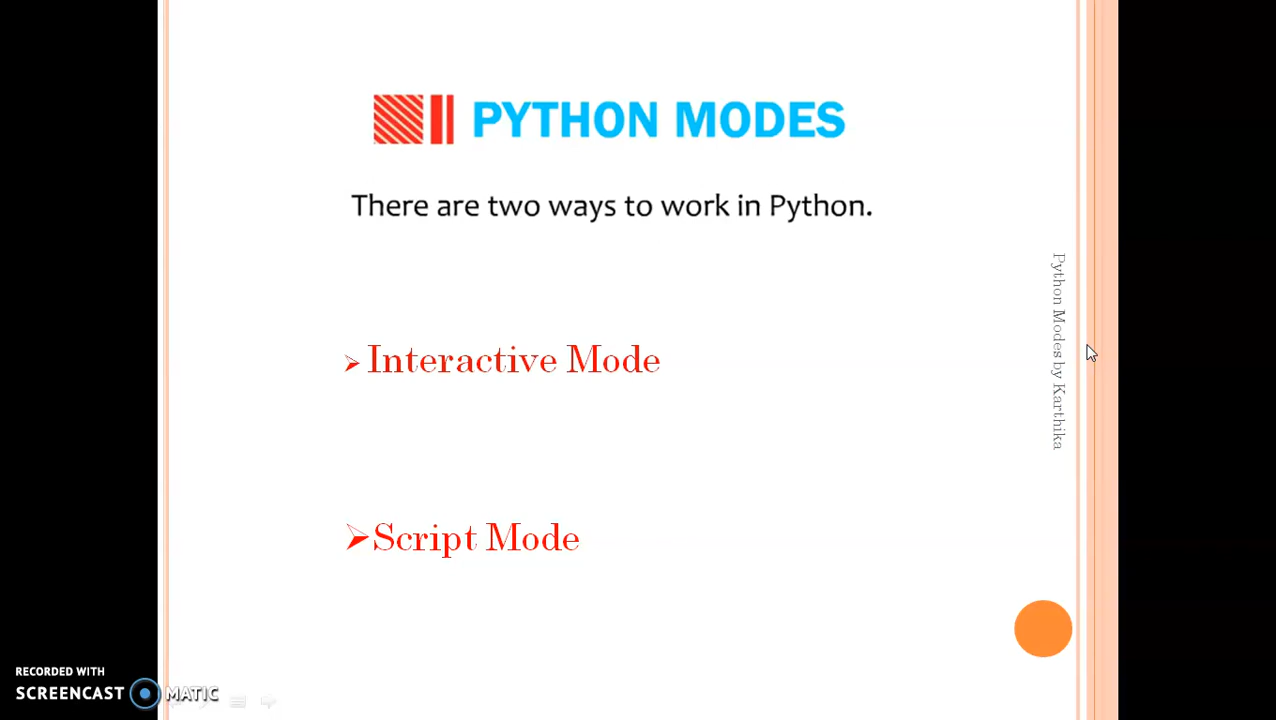 PYTHON MODES
There are two ways to work in Python.
Interactive Mode
Script Mode
Python Modes by Karthika
RECORDED WITH
SCREENCAST MATIC